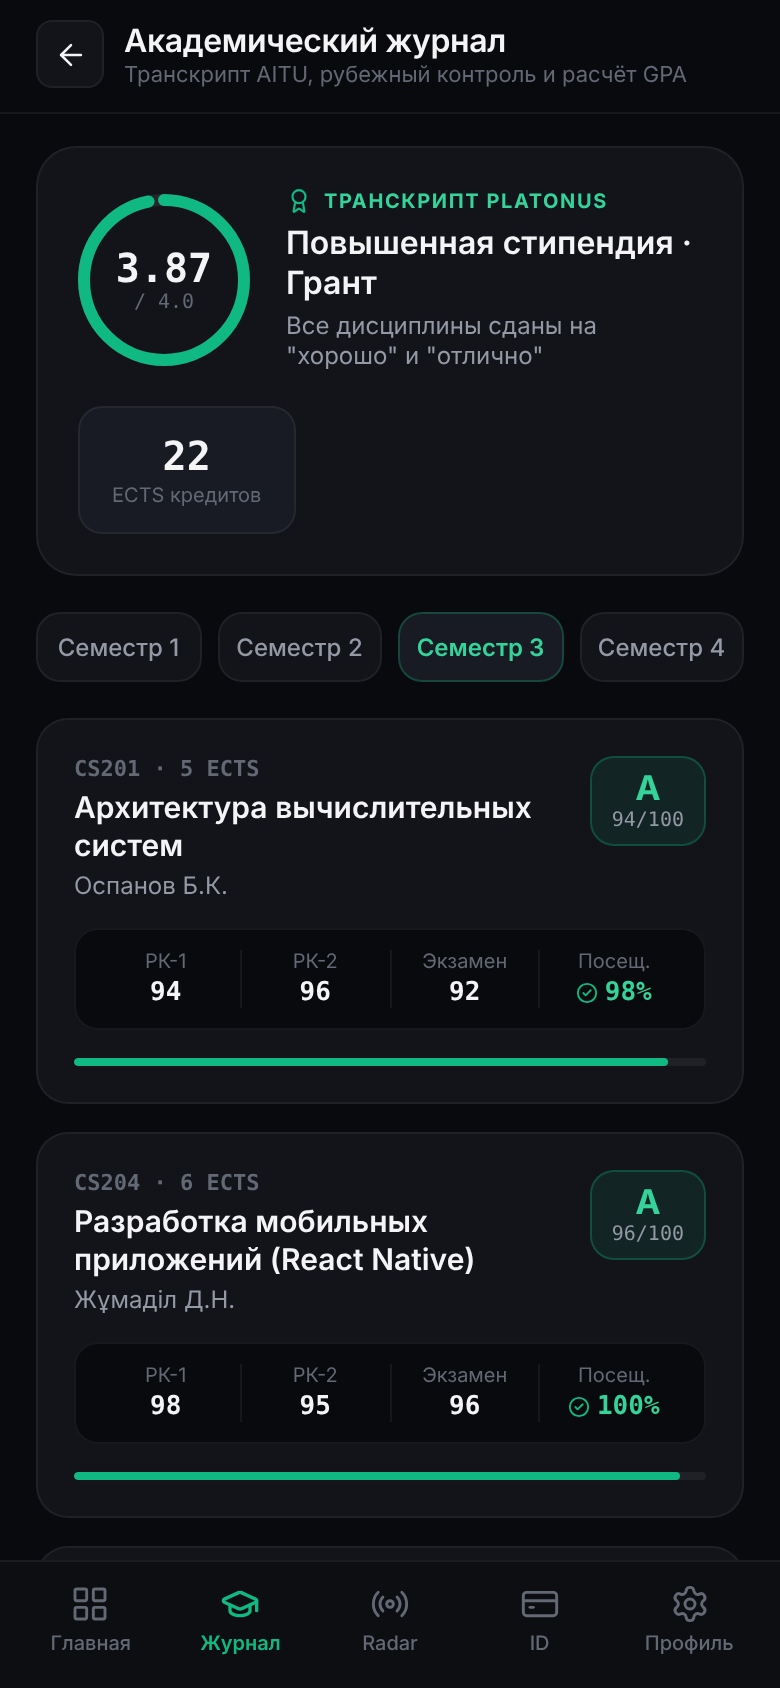 Академический журнал
Транскрипт AITU, рубежный контроль и расчёт GPA
3.87
/ 4.0
ТРАНСКРИПТ PLATONUS
Повышенная стипендия ·
Грант
Все дисциплины сданы на
"хорошо" и "отлично"
22
ECTS кредитов
Семестр 1
Семестр 2
Семестр 3
Семестр 4
CS201 · 5 ECTS
Архитектура вычислительных
систем
Оспанов Б.К.
A
94/100
РК-1
РК-2
Экзамен
Посещ.
94
96
92
98%
CS204 · 6 ECTS
Разработка мобильных
приложений (React Native)
Жұмаділ Д.Н.
A
96/100
РК-1
РК-2
Экзамен
Посещ.
98
95
96
100%
Главная
Журнал
Radar
ID
Профиль